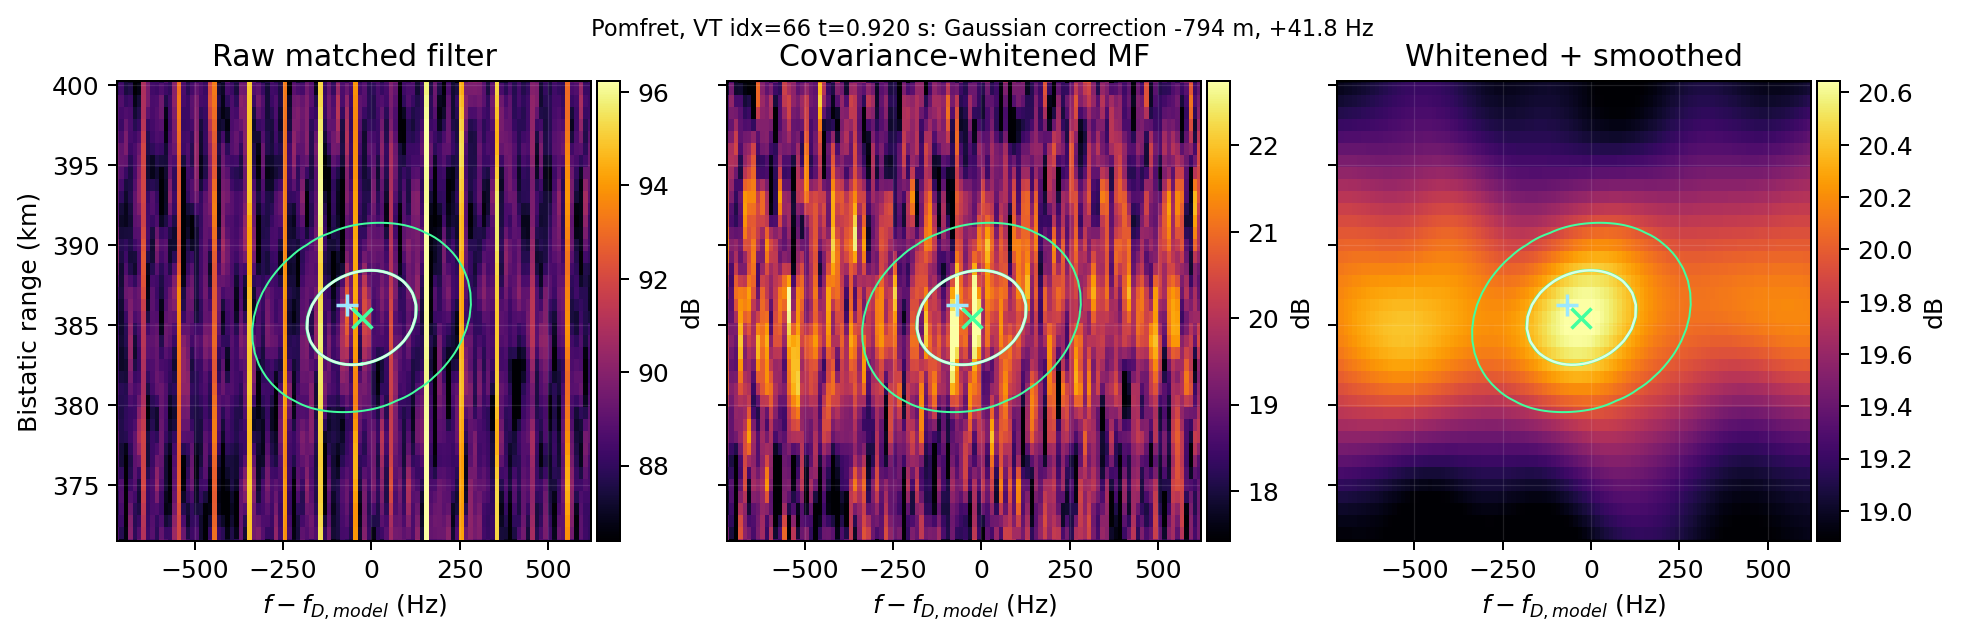 Pomfret, VT idx=66 t=0.920 s: Gaussian correction -794 m, +41.8 Hz
Raw matched filter
Covariance-whitened MF
Whitened + smoothed
Bistatic range (km)
400
395
390
385
380
375
−500 −250 0 250 500
f − f_{D, model} (Hz)
96
94
92
90
88
dB
−500 −250 0 250 500
f − f_{D, model} (Hz)
22
21
20
19
18
dB
−500 −250 0 250 500
f − f_{D, model} (Hz)
20.6
20.4
20.2
20.0
19.8
19.6
19.4
19.2
19.0
dB